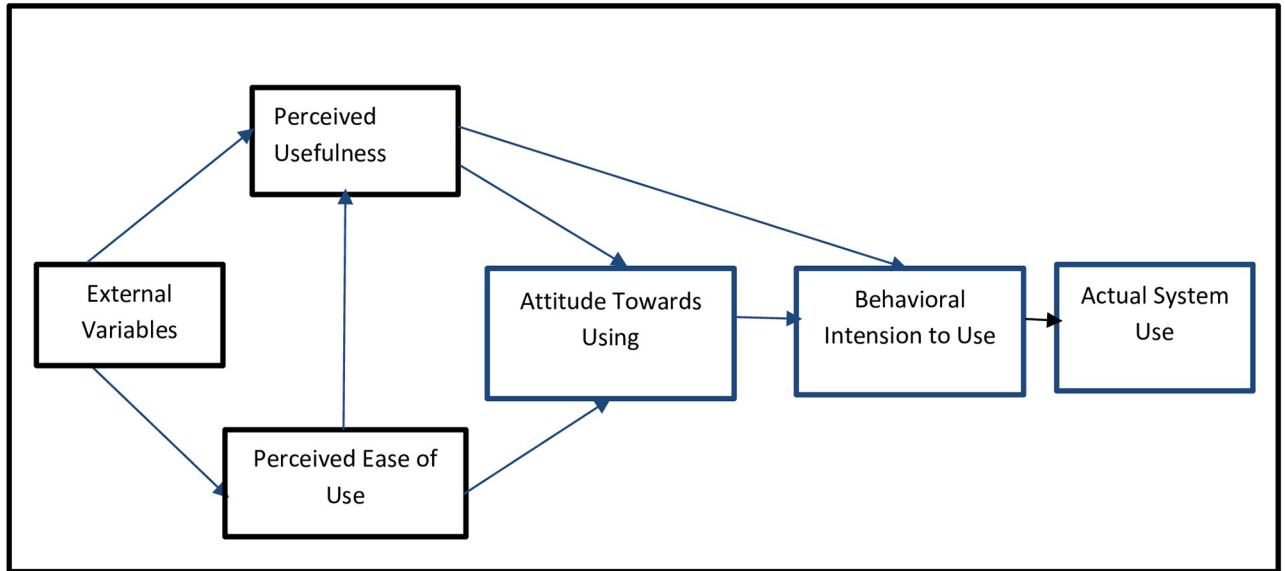 Perceived
Usefulness
External
Variables
Attitude Towards
Using
Behavioral
Intension to Use
Actual System
Use
Perceived Ease of
Use